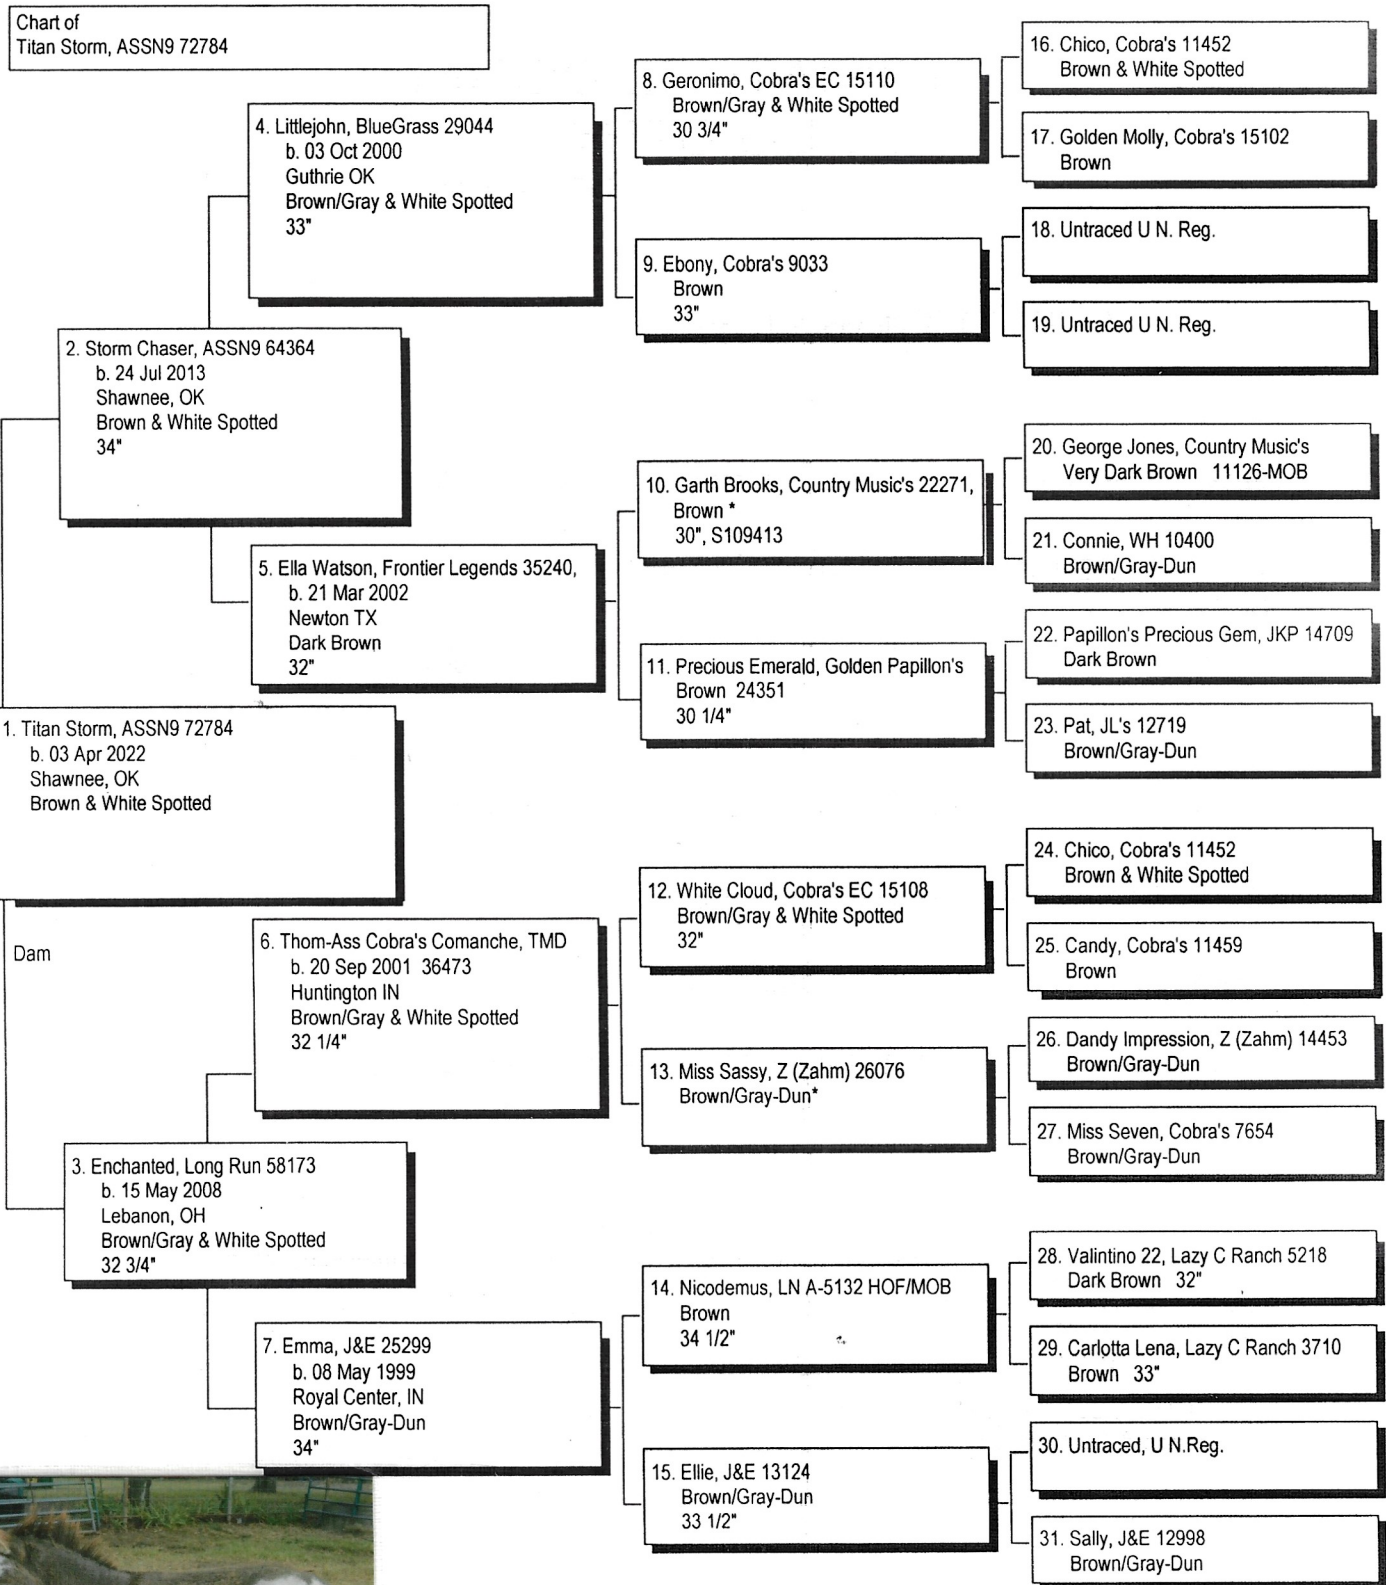 Chart of
Titan Storm, ASSN9 72784
1. Titan Storm, ASSN9 72784
b. 03 Apr 2022
Shawnee, OK
Brown & White Spotted
Dam
2. Storm Chaser, ASSN9 64364
b. 24 Jul 2013
Shawnee, OK
Brown & White Spotted
34"
3. Enchanted, Long Run 58173
b. 15 May 2008
Lebanon, OH
Brown/Gray & White Spotted
32 3/4"
4. Littlejohn, BlueGrass 29044
b. 03 Oct 2000
Guthrie OK
Brown/Gray & White Spotted
33"
5. Ella Watson, Frontier Legends 35240,
b. 21 Mar 2002
Newton TX
Dark Brown
32"
6. Thom-Ass Cobra's Comanche, TMD
b. 20 Sep 2001 36473
Huntington IN
Brown/Gray & White Spotted
32 1/4"
7. Emma, J&E 25299
b. 08 May 1999
Royal Center, IN
Brown/Gray-Dun
34"
8. Geronimo, Cobra's EC 15110
Brown/Gray & White Spotted
30 3/4"
9. Ebony, Cobra's 9033
Brown
33"
10. Garth Brooks, Country Music's 22271,
Brown *
30", S109413
11. Precious Emerald, Golden Papillon's
Brown 24351
30 1/4"
12. White Cloud, Cobra's EC 15108
Brown/Gray & White Spotted
32"
13. Miss Sassy, Z (Zahm) 26076
Brown/Gray-Dun*
14. Nicodemus, LN A-5132 HOF/MOB
Brown
34 1/2"
15. Ellie, J&E 13124
Brown/Gray-Dun
33 1/2"
16. Chico, Cobra's 11452
Brown & White Spotted
17. Golden Molly, Cobra's 15102
Brown
18. Untraced U N. Reg.
19. Untraced U N. Reg.
20. George Jones, Country Music's
Very Dark Brown 11126-MOB
21. Connie, WH 10400
Brown/Gray-Dun
22. Papillon's Precious Gem, JKP 14709
Dark Brown
23. Pat, JL's 12719
Brown/Gray-Dun
24. Chico, Cobra's 11452
Brown & White Spotted
25. Candy, Cobra's 11459
Brown
26. Dandy Impression, Z (Zahm) 14453
Brown/Gray-Dun
27. Miss Seven, Cobra's 7654
Brown/Gray-Dun
28. Valintino 22, Lazy C Ranch 5218
Dark Brown 32"
29. Carlotta Lena, Lazy C Ranch 3710
Brown 33"
30. Untraced, U N.Reg.
31. Sally, J&E 12998
Brown/Gray-Dun